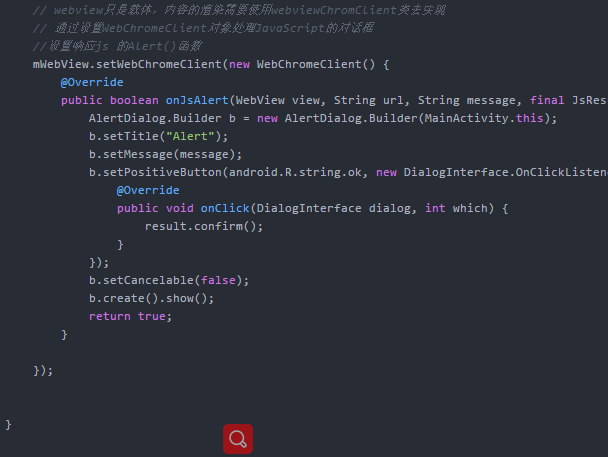 // webview只是载体，内容的渲染需要使用webviewChromClient类去实现
// 通过设置WebChromeClient对象处理JavaScript的对话框
//设置响应js 的Alert()函数
mWebView.setWebChromeClient(new WebChromeClient() {
@Override
public boolean onJsAlert(WebView view, String url, String message, final JsRes
AlertDialog.Builder b = new AlertDialog.Builder(MainActivity.this);
b.setTitle("Alert");
b.setMessage(message);
b.setPositiveButton(android.R.string.ok, new DialogInterface.OnClickListene
@Override
public void onClick(DialogInterface dialog, int which) {
result.confirm();
}
});
b.setCancelable(false);
b.create().show();
return true;
}
});
}